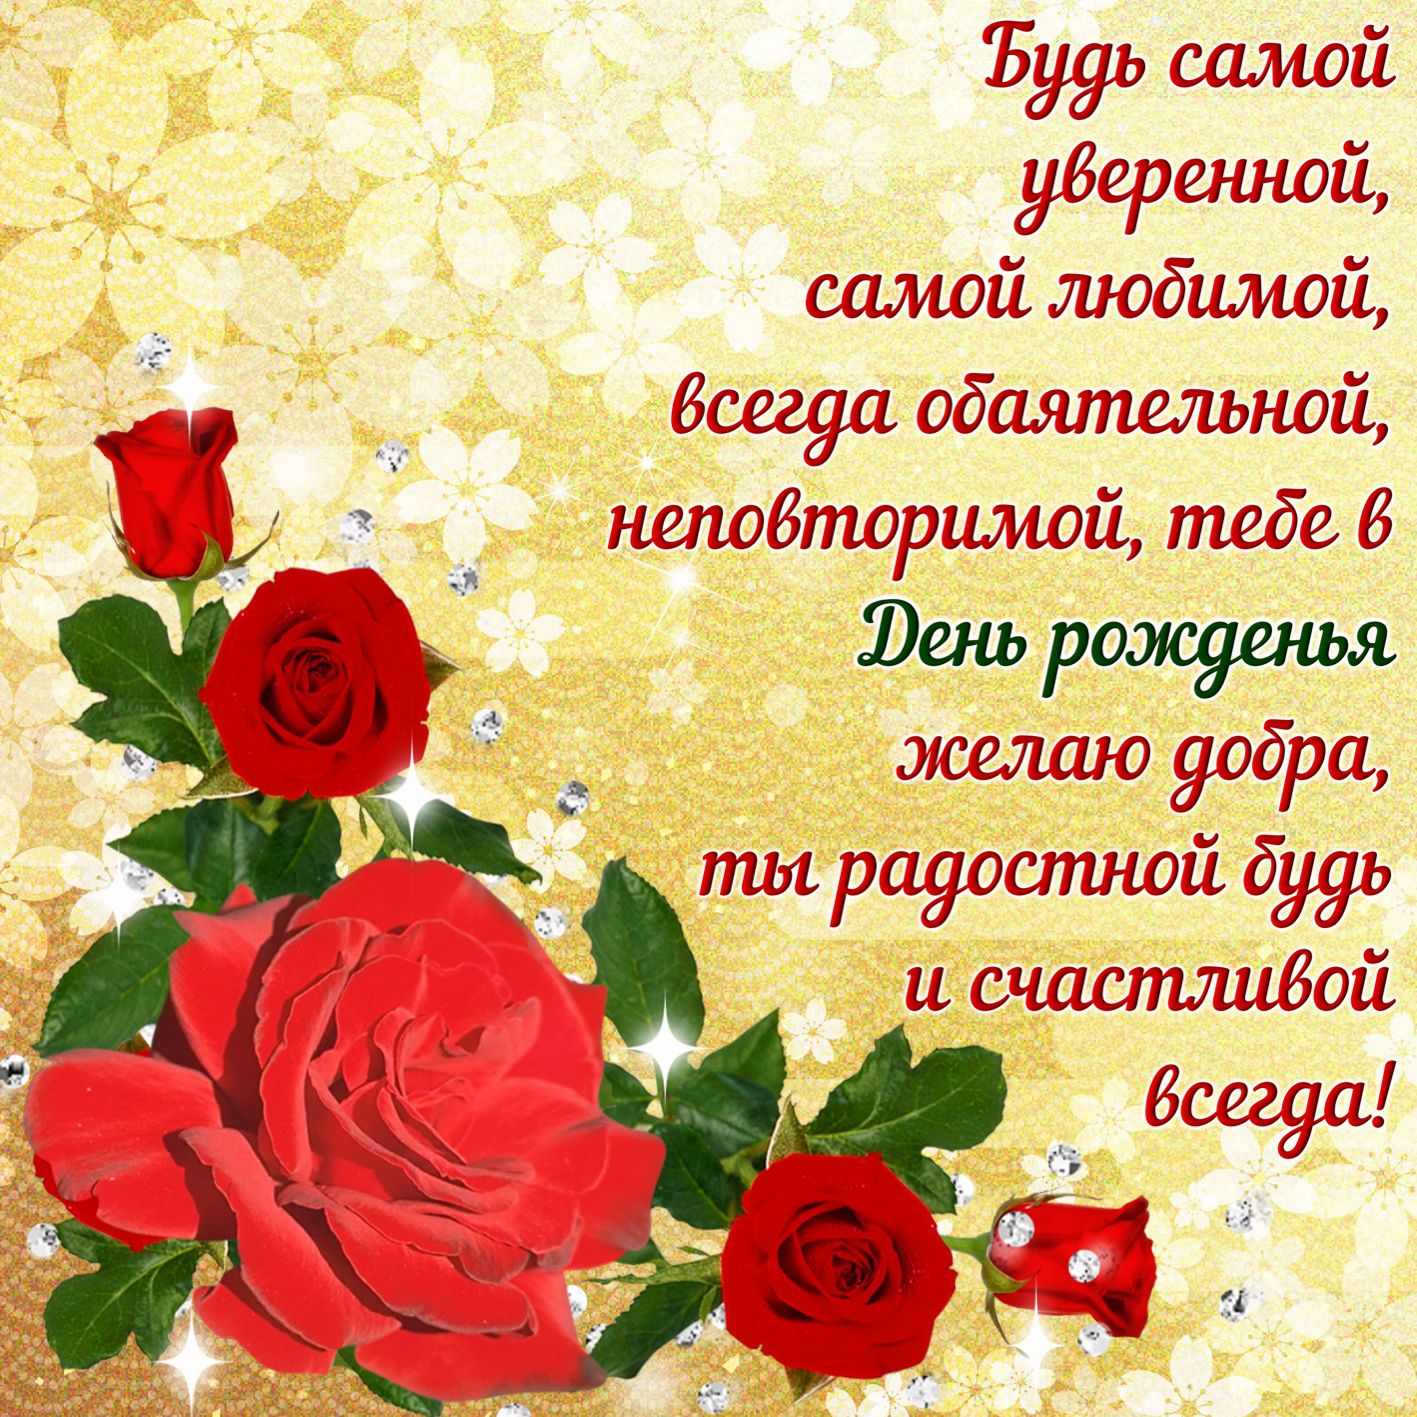 Будь самой
уверенной,
самой любимой,
всегда обаятельной,
неповторимой, тебе в
День рожденья
желаю добра,
ты радостной будь
и счастливой
всегда!